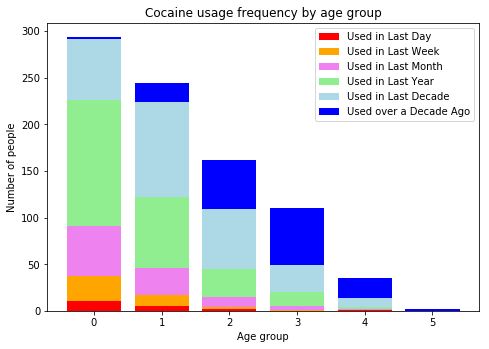 Cocaine usage frequency by age group
Used in Last Day
Used in Last Week
Used in Last Month
Used in Last Year
Used in Last Decade
Used over a Decade Ago
300
250
200
150
100
50
0
Number of people
0 1 2 3 4 5
Age group